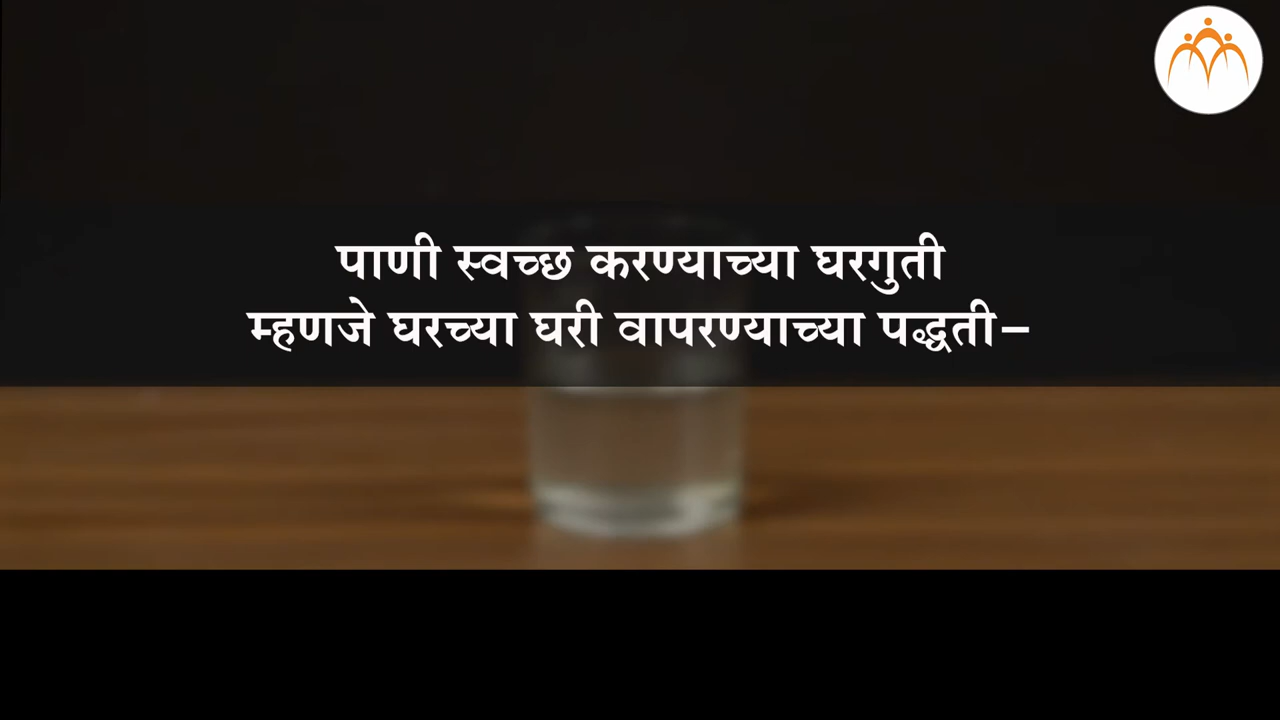 पाणी स्वच्छ करण्याच्या घरगुती
म्हणजे घरच्या घरी वापरण्याच्या पद्धती–